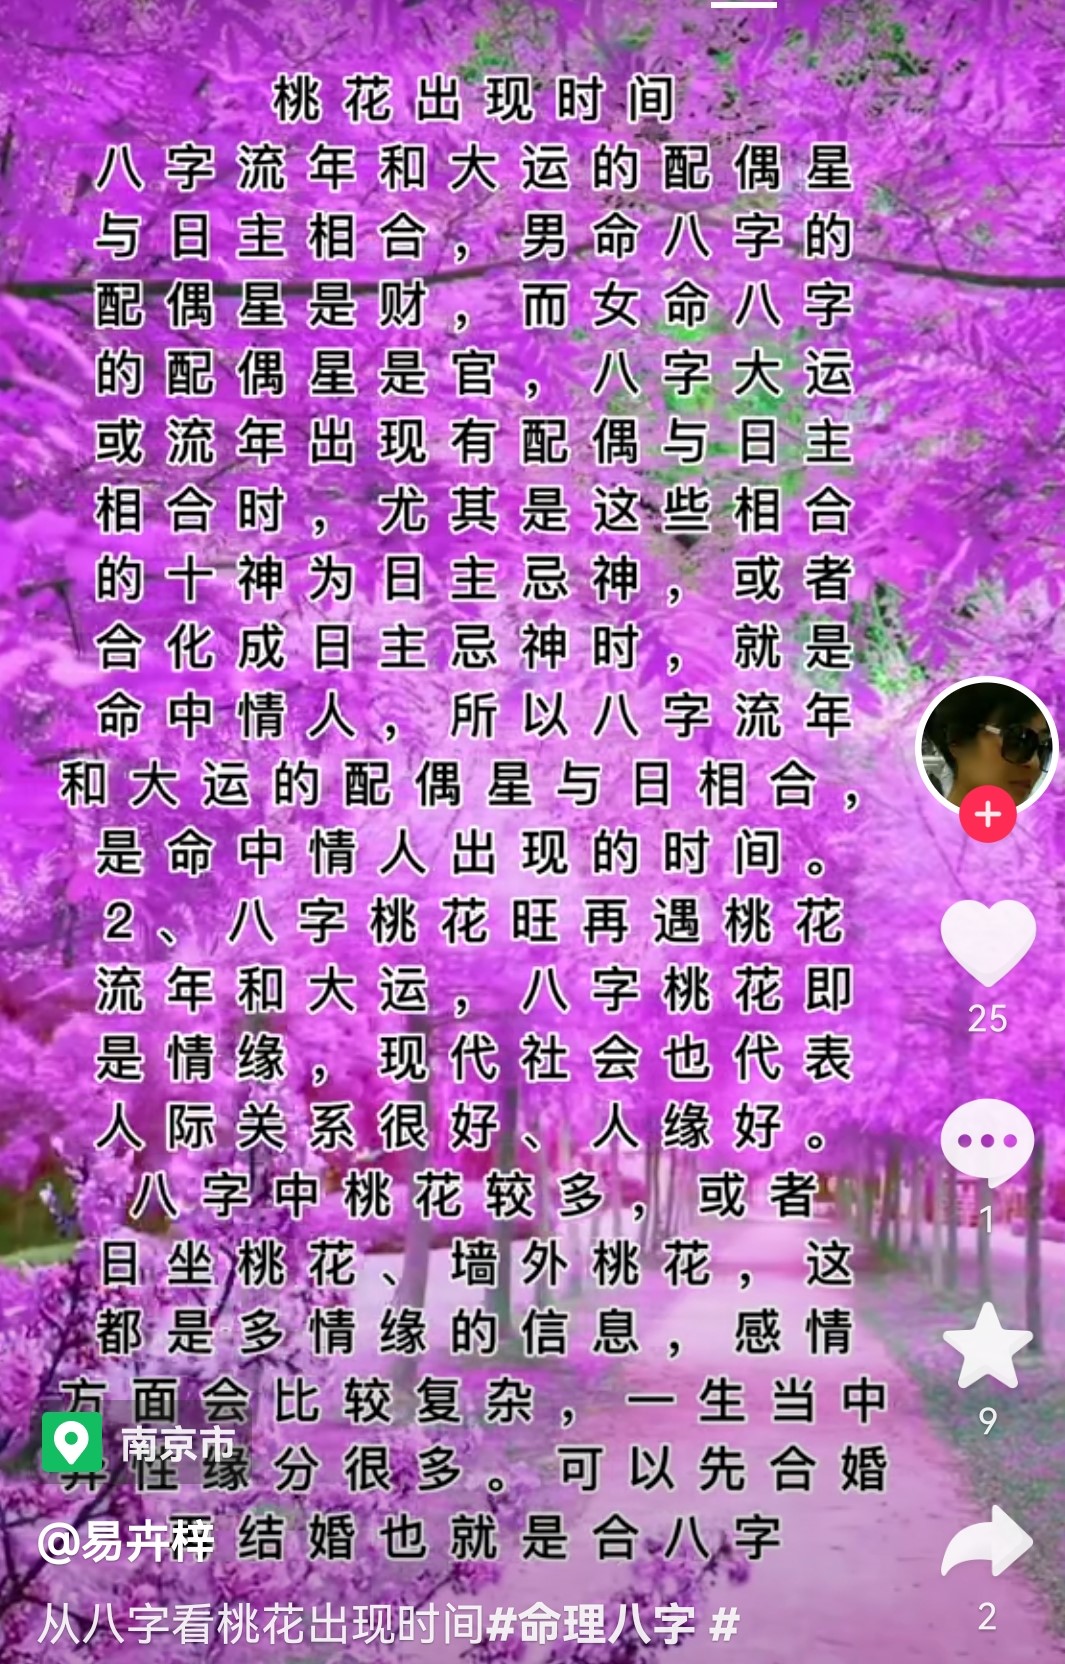 桃花出现时间
八字流年和大运的配偶星
与日主相合，男命八字的
配偶星是财，而女命八字
的配偶星是官，八字大运
或流年出现有配偶与日主
相合时，尤其是这些相合
的十神为日主忌神，或者
合化成日主忌神时，就是
命中情人，所以八字流年
和大运的配偶星与日相合，
是命中情人出现的时间。
2、八字桃花旺再遇桃花
流年和大运，八字桃花即
是情缘，现代社会也代表
人际关系很好、人缘好。
八字中桃花较多，或者
日坐桃花、墙外桃花，这
都是多情缘的信息，感情
方面会比较复杂，一生当中
异性缘分很多。可以先合婚
结婚也就是合八字
南京市
@易卉梓
从八字看桃花出现时间#命理八字 #
25
1
9
2